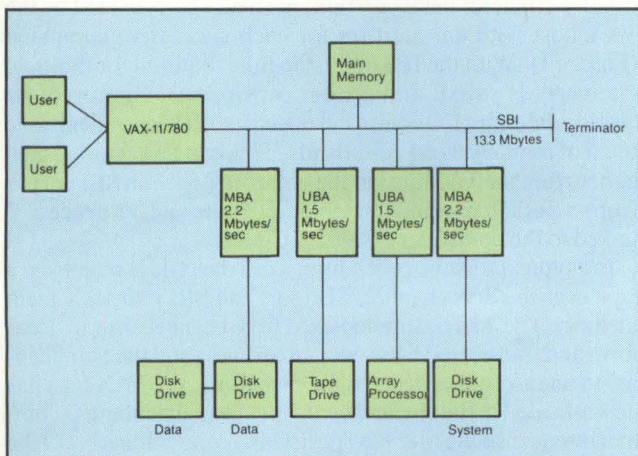 Main
Memory
User
VAX-11/780
SBI
13.3 Mbytes
Terminator
User
MBA
2.2
Mbytes/
sec
UBA
1.5
Mbytes/
sec
UBA
1.5
Mbytes/
sec
MBA
2.2
Mbytes/
sec
Disk
Drive
Data
Disk
Drive
Data
Tape
Drive
Array
Processor
Disk
Drive
System